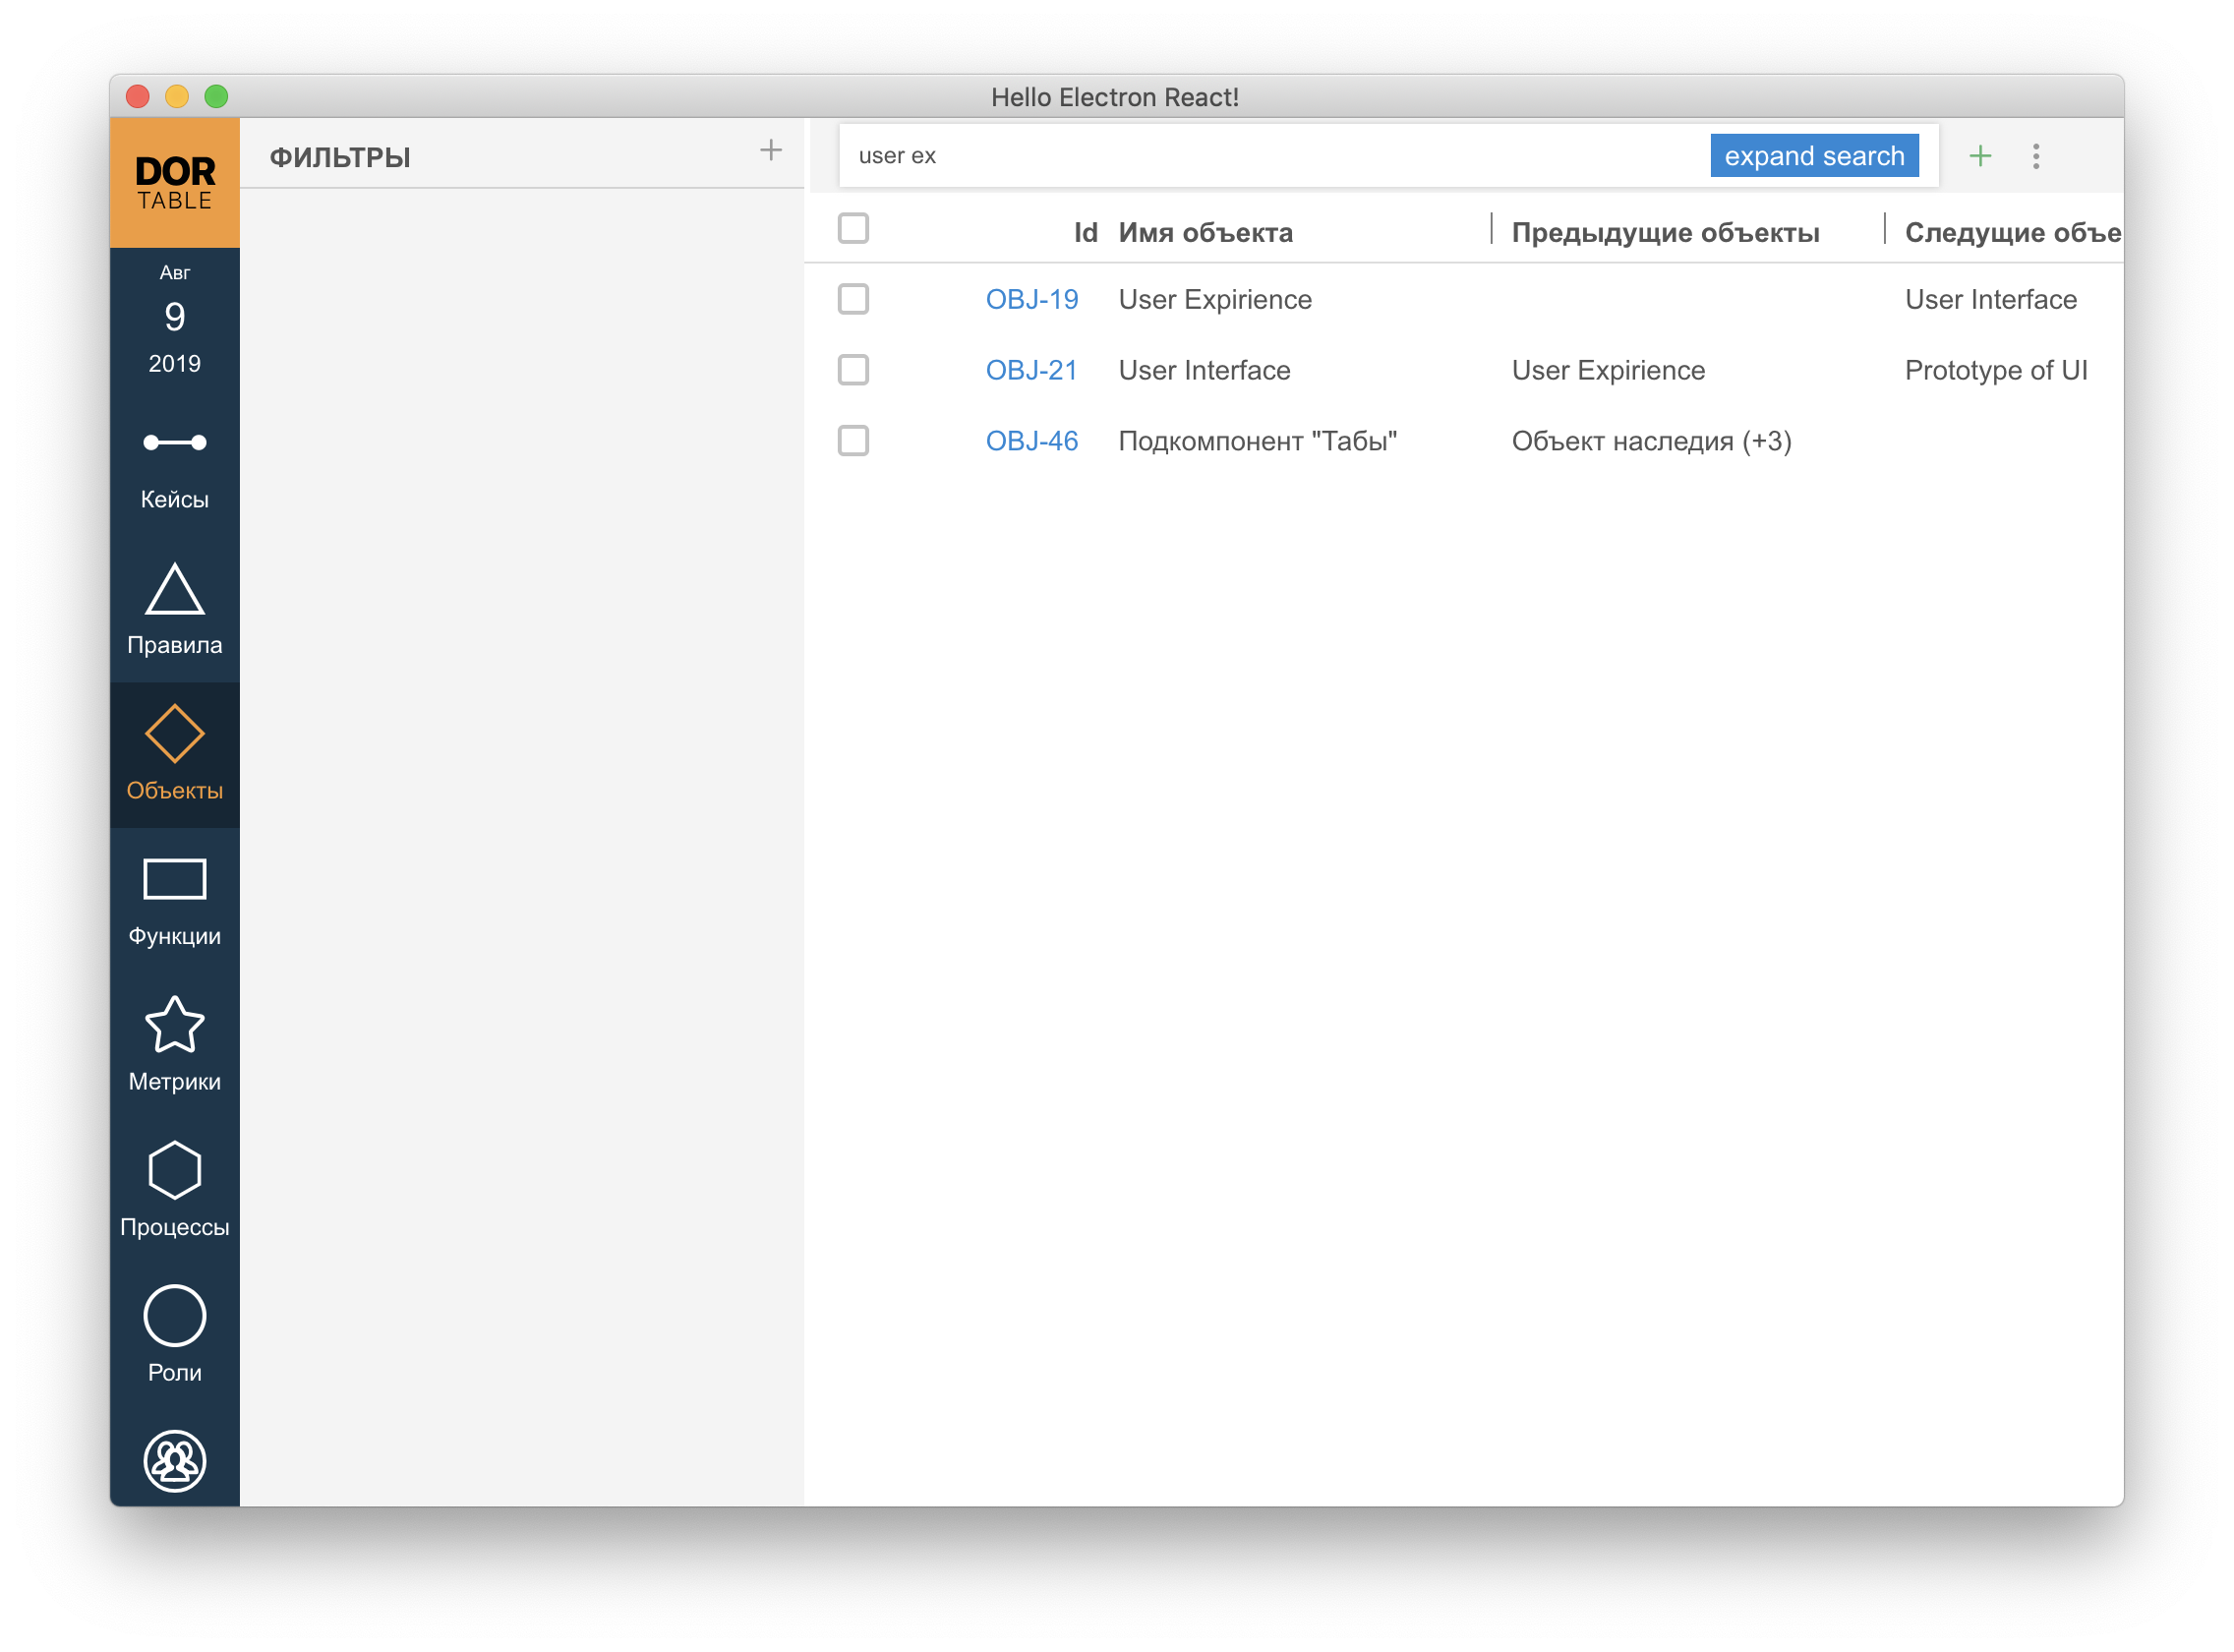 Hello Electron React!
DOR
TABLE
Авг
9
2019
Кейсы
Правила
Объекты
Функции
Метрики
Процессы
Роли
ФИЛЬТРЫ
user ex
expand search
Id Имя объекта Предыдущие объекты Следущие объе
OBJ-19 User Expirience User Interface
OBJ-21 User Interface User Expirience Prototype of UI
OBJ-46 Подкомпонент "Табы" Объект наследия (+3)